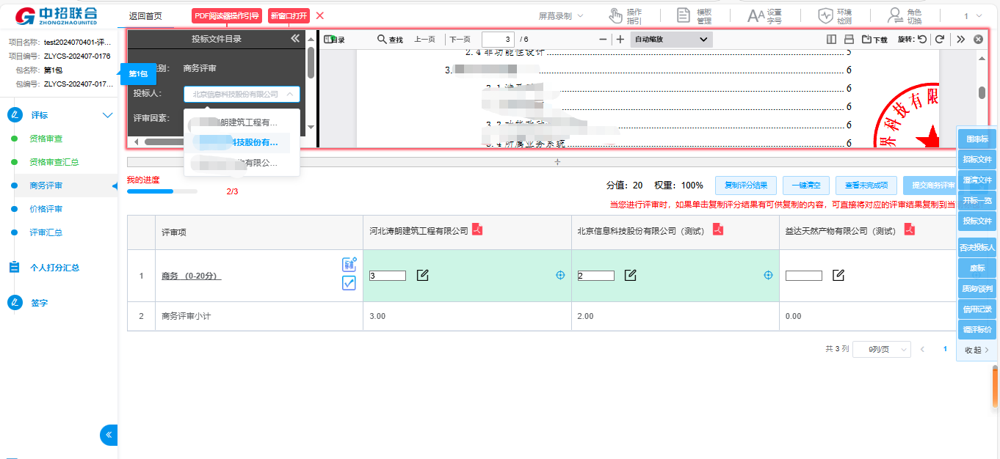 中招联合
ZHONGZHAOUNITED
返回首页
PDF阅读器操作引导
新窗口打开
屏幕录制
操作指引
模板管理
设置字号
环境检测
角色切换
1
项目名称: test2024070401-评...
项目编号: ZLYCS-202407-0176
包名称: 第1包
包编号: ZLYCS-202407-017...
第1包
评标
资格审查
资格审查汇总
商务评审
价格评审
评审汇总
个人打分汇总
签字
投标文件目录
别: 商务评审
投标人: 北京信息科技股份有限公司
评审因素:
朗建筑工程有...
科技股份有...
有限公...
目录
查找
上一页
下一页
3 / 6
自动缩放
下载
旋转:
2.4 非功能性设计 5
3. 6
6
6
6
3.4 所属业务系统 6
界科技有限
我的进度
2/3
分值: 20 权重: 100%
复制评分结果
一键清空
查看未完成项
提交商务评审
当您进行评审时，如果单击复制评分结果有可供复制的内容，可直接将对应的评审结果复制到当
评审项
河北涛朗建筑工程有限公司
北京信息科技股份有限公司（测试）
益达天然产物有限公司（测试）
1 商务（0-20分） 标准 3 2
2 商务评审小计 3.00 2.00 0.00
共 3 列 9列/页 1
围串标
招标文件
澄清文件
开标一览
投标文件
否决投标人
废标
质询/谈判
信用记录
调评标价
收起